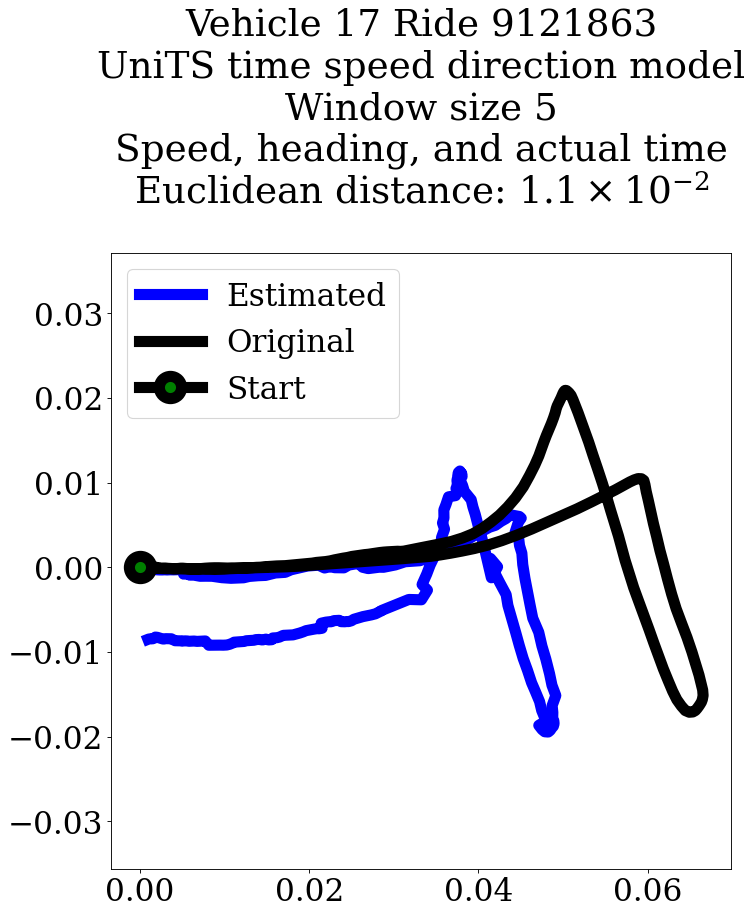 Vehicle 17 Ride 9121863
UniTS time speed direction model
Window size 5
Speed, heading, and actual time
Euclidean distance: 1.1 × 10⁻²
Estimated
Original
Start
0.03
0.02
0.01
0.00
−0.01
−0.02
−0.03
0.00 0.02 0.04 0.06